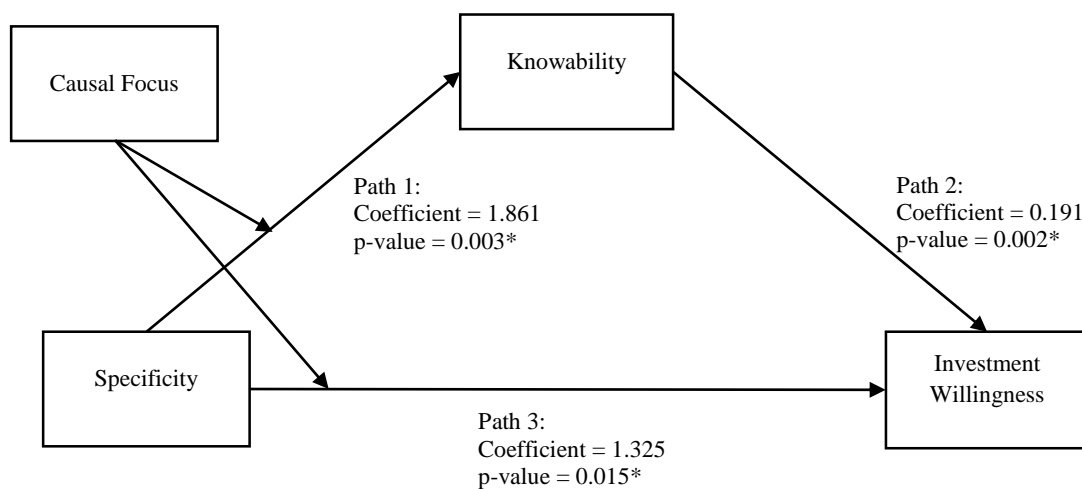 Causal Focus
Knowability
Path 1:
Coefficient = 1.861
p-value = 0.003*
Path 2:
Coefficient = 0.191
p-value = 0.002*
Specificity
Investment
Willingness
Path 3:
Coefficient = 1.325
p-value = 0.015*